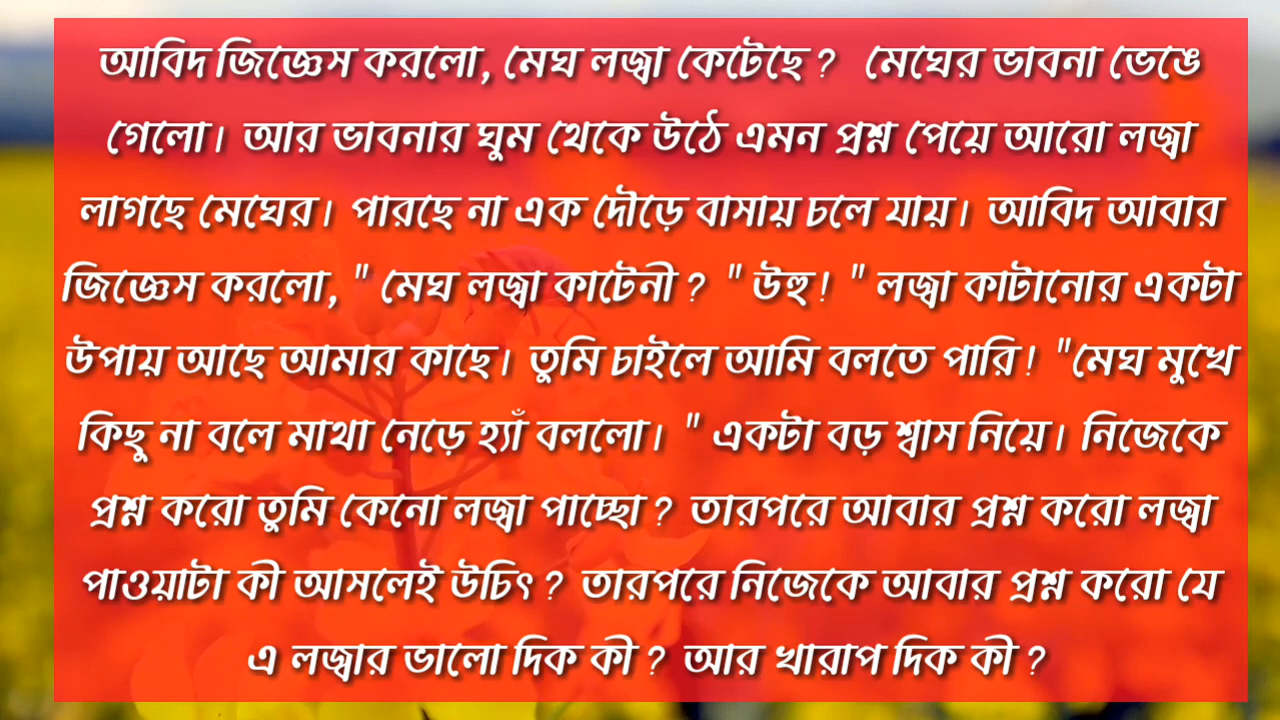 আবিদ জিজ্ঞেস করলো, মেঘ লজ্বা কেটেছে ? মেঘের ভাবনা ভেঙে
গেলো। আর ভাবনার ঘুম থেকে উঠে এমন প্রশ্ন পেয়ে আরো লজ্বা
লাগছে মেঘের। পারছে না এক দৌড়ে বাসায় চলে যায়। আবিদ আবার
জিজ্ঞেস করলো, " মেঘ লজ্বা কাটেনী ? " উহু ! " লজ্বা কাটানোর একটা
উপায় আছে আমার কাছে। তুমি চাইলে আমি বলতে পারি ! "মেঘ মুখে
কিছু না বলে মাথা নেড়ে হ্যাঁ বললো। " একটা বড় শ্বাস নিয়ে। নিজেকে
প্রশ্ন করো তুমি কেনো লজ্বা পাচ্ছো ? তারপরে আবার প্রশ্ন করো লজ্বা
পাওয়াটা কী আসলেই উচিৎ ? তারপরে নিজেকে আবার প্রশ্ন করো যে
এ লজ্বার ভালো দিক কী ? আর খারাপ দিক কী ?